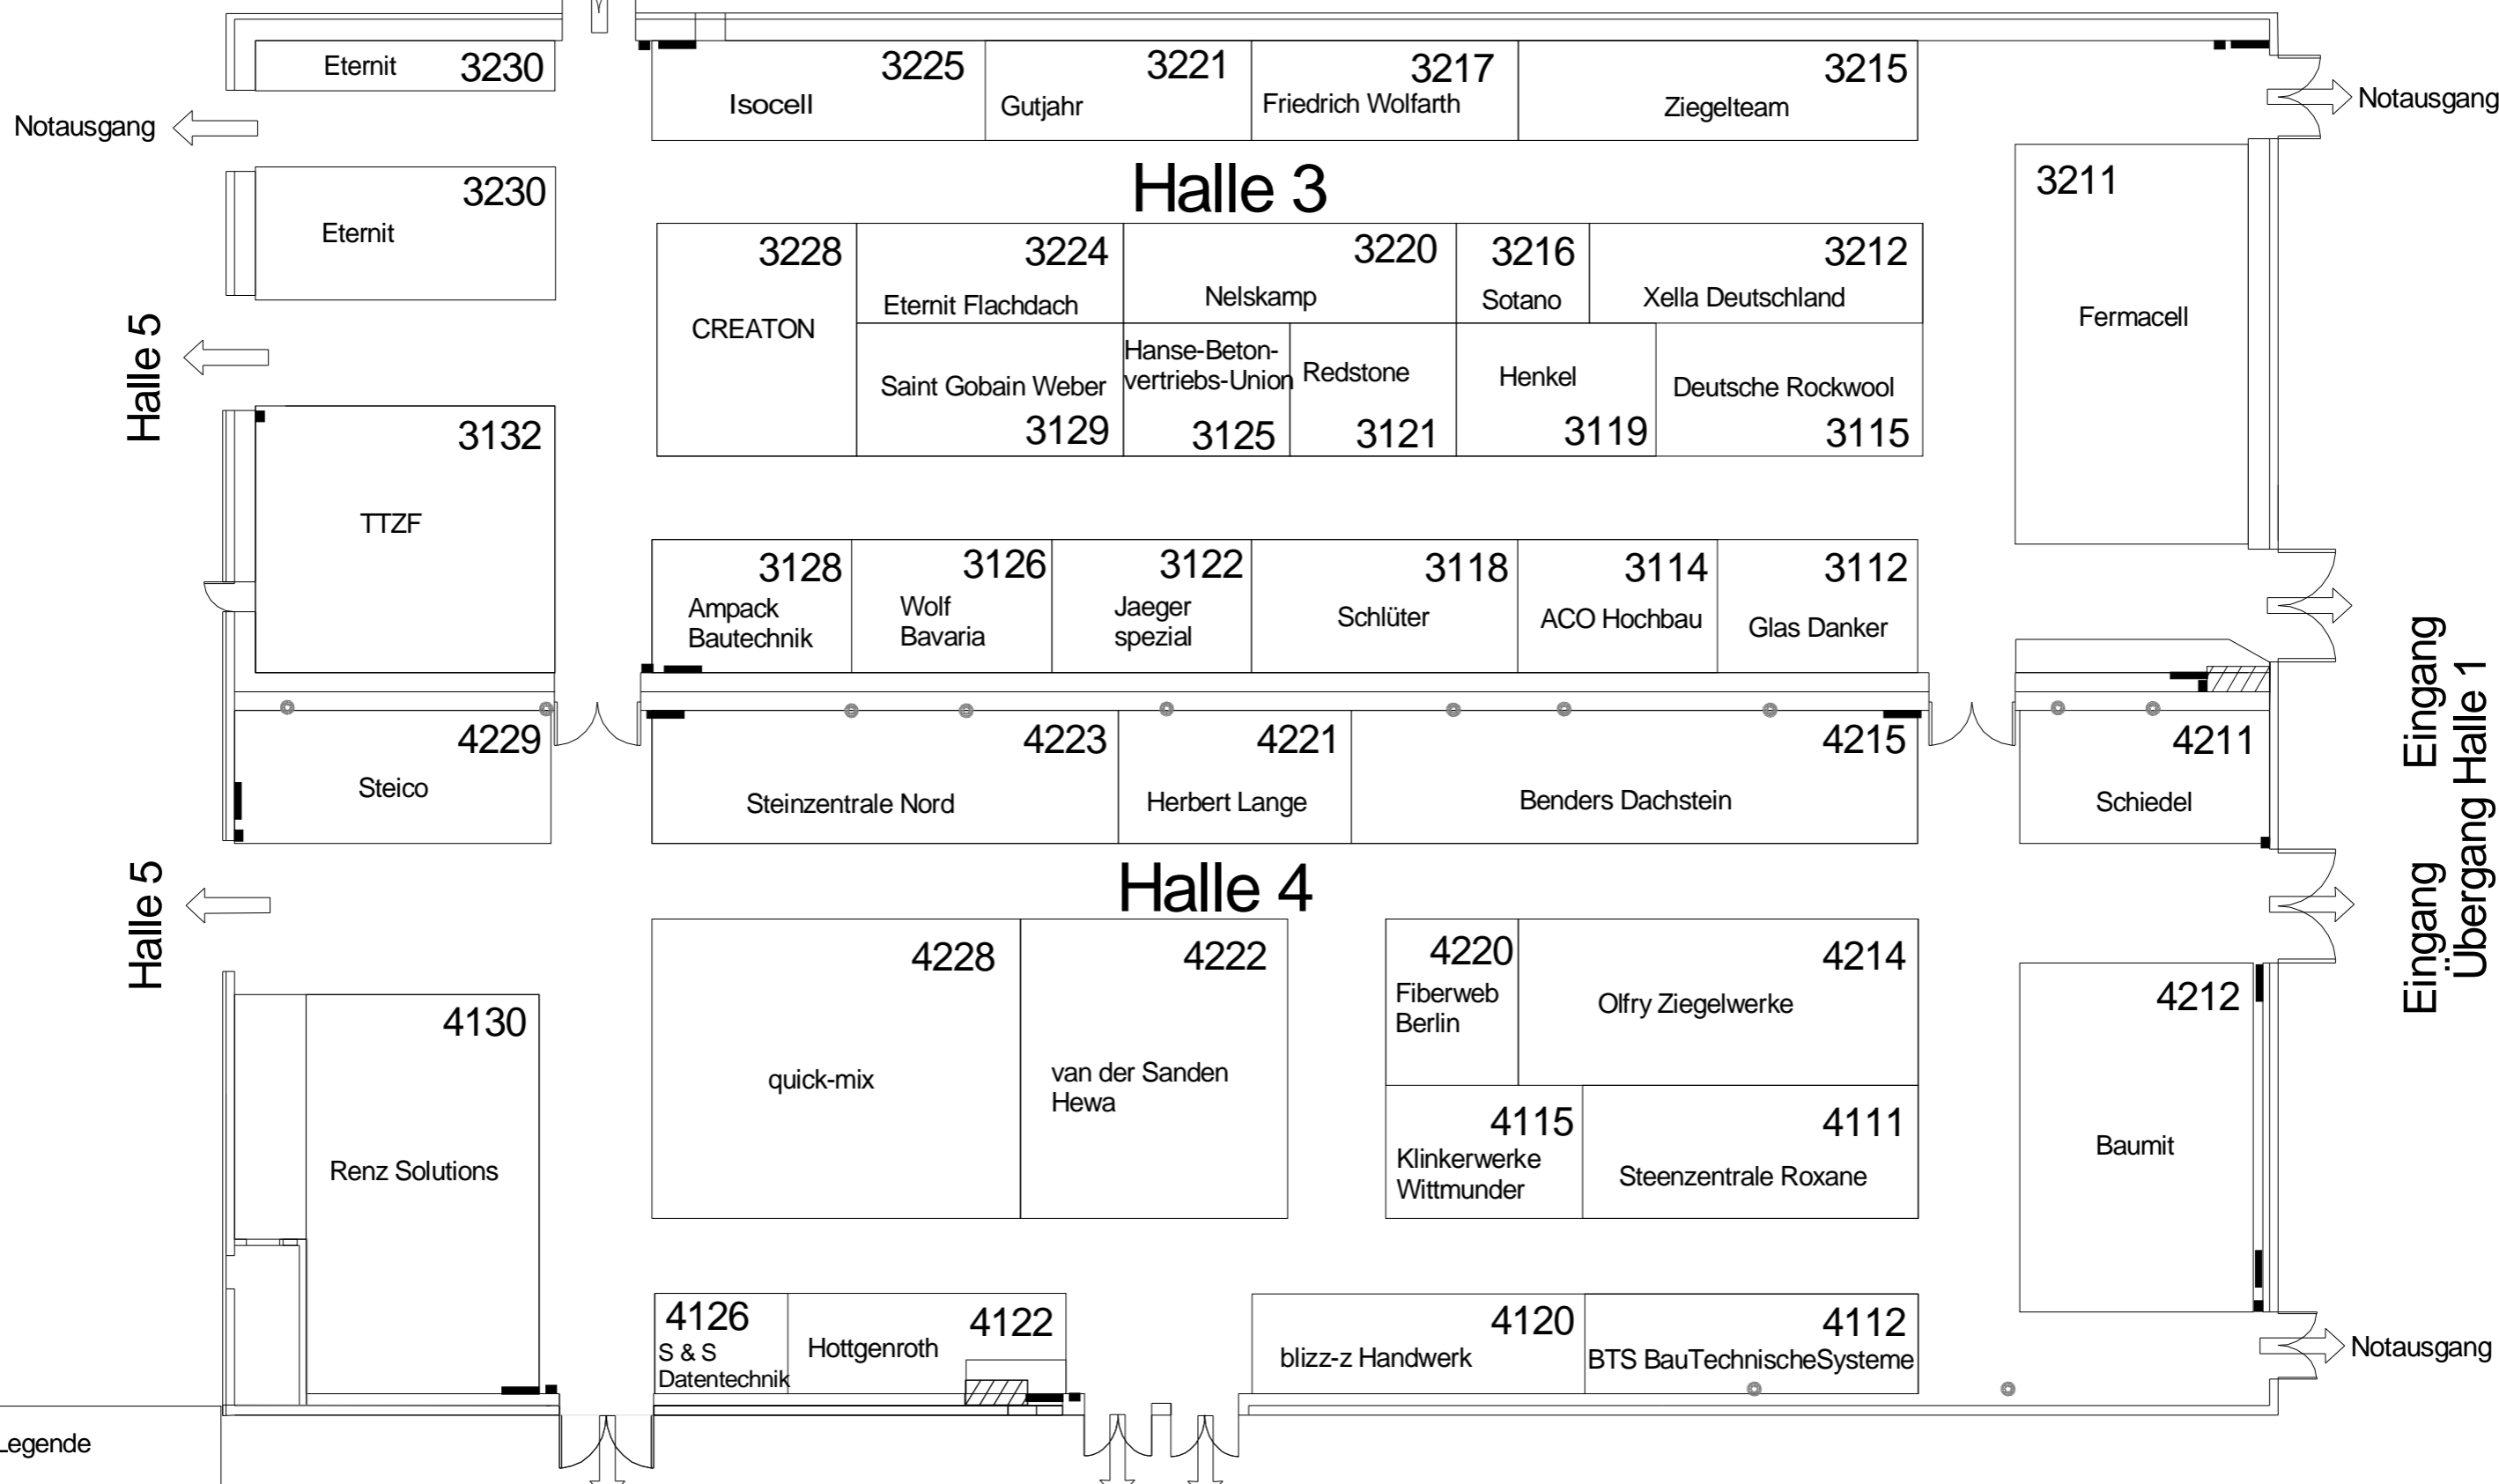 Eternit 3230
3225
Isocell
3221
Gutjahr
3217
Friedrich Wolfarth
3215
Ziegelteam
Notausgang
Notausgang
Halle 3
3230
Eternit
3211
Fermacell
3228
CREATON
3224
Eternit Flachdach
3220
Nelskamp
3216
Sotano
3212
Xella Deutschland
Halle 5
Saint Gobain Weber
3129
Hanse-Beton-
vertriebs-Union
3125
Redstone
3121
Henkel
3119
Deutsche Rockwool
3115
3132
TTZF
3128
Ampack
Bautechnik
3126
Wolf
Bavaria
3122
Jaeger
spezial
3118
Schlüter
3114
ACO Hochbau
3112
Glas Danker
Eingang
Eingang
Übergang Halle 1
4229
Steico
4223
Steinzentrale Nord
4221
Herbert Lange
4215
Benders Dachstein
4211
Schiedel
Halle 4
Halle 5
4228
quick-mix
4222
van der Sanden
Hewa
4220
Fiberweb
Berlin
4214
Olfry Ziegelwerke
4212
Baumit
4130
Renz Solutions
4115
Klinkerwerke
Wittmunder
4111
Steenzentrale Roxane
4126
S & S
Datentechnik
4122
Hottgenroth
4120
blizz-z Handwerk
4112
BTS BauTechnischeSysteme
Notausgang
Legende